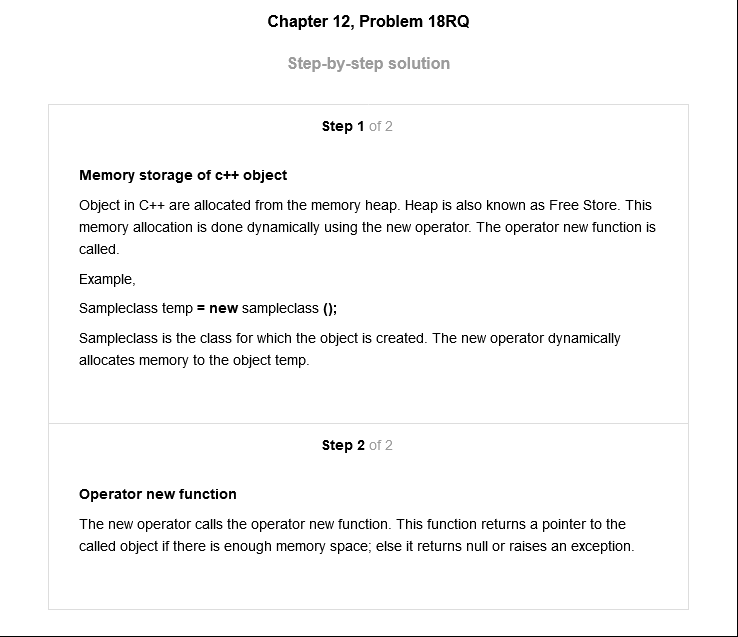 Chapter 12, Problem 18RQ
Step-by-step solution
Step 1 of 2
Memory storage of c++ object
Object in C++ are allocated from the memory heap. Heap is also known as Free Store. This
memory allocation is done dynamically using the new operator. The operator new function is
called.
Example,
Sampleclass temp = new sampleclass ();
Sampleclass is the class for which the object is created. The new operator dynamically
allocates memory to the object temp.
Step 2 of 2
Operator new function
The new operator calls the operator new function. This function returns a pointer to the
called object if there is enough memory space; else it returns null or raises an exception.